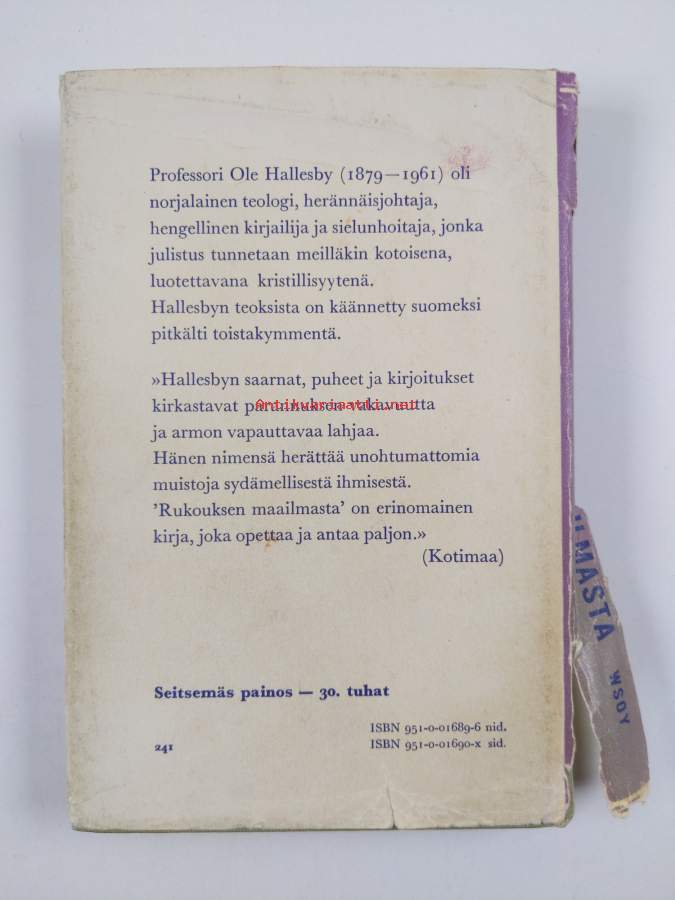 Professori Ole Hallesby (1879–1961) oli
norjalainen teologi, herännäisjohtaja,
hengellinen kirjailija ja sielunhoitaja, jonka
julistus tunnetaan meilläkin kotoisena,
luotettavana kristillisyytenä.
Hallesbyn teoksista on käännetty suomeksi
pitkälti toistakymmentä.
»Hallesbyn saarnat, puheet ja kirjoitukset
kirkastavat parannuksen vakavuutta
ja armon vapauttavaa lahjaa.
Hänen nimensä herättää unohtumattomia
muistoja sydämellisestä ihmisestä.
'Rukouksen maailmasta' on erinomainen
kirja, joka opettaa ja antaa paljon.»
(Kotimaa)
Seitsemäs painos — 30. tuhat
ISBN 951-0-01689-6 nid.
241 ISBN 951-0-01690-x sid.
LMASTA WSOY